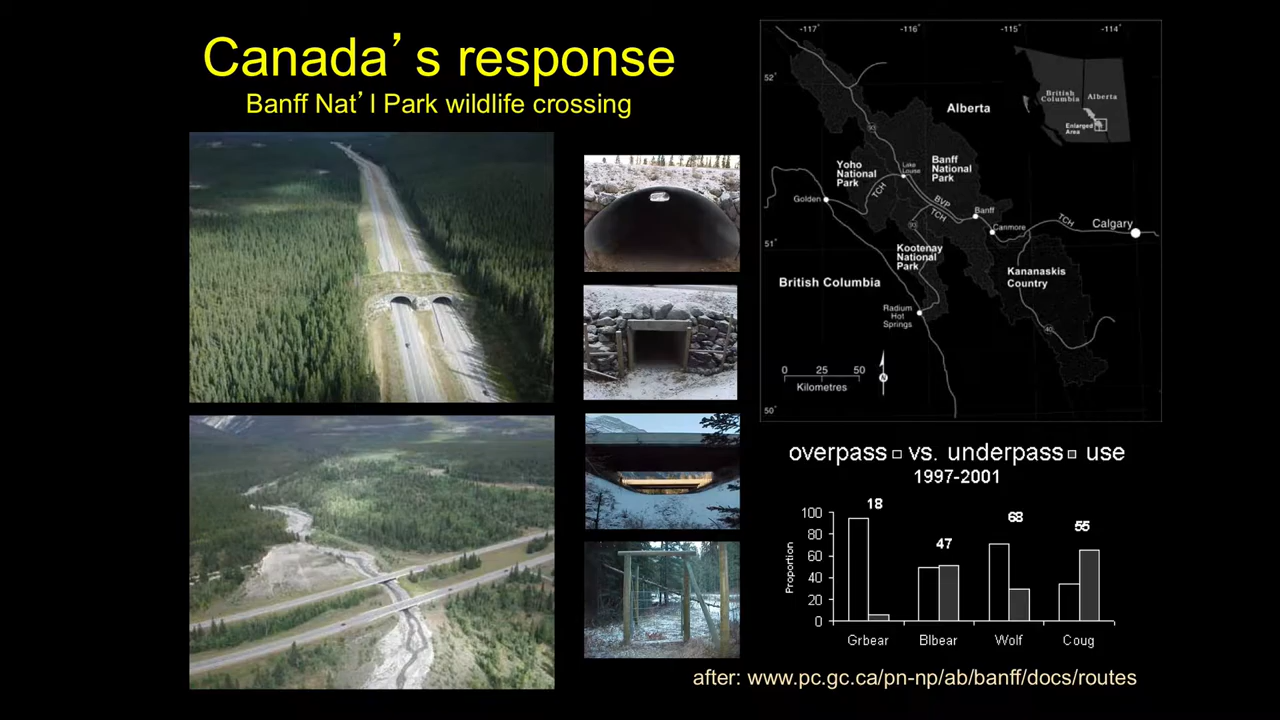 Canada’s response
Banff Nat’l Park wildlife crossing
-117
-116
-115
-114
52°
51°
50°
British
Columbia
Alberta
Enlarged
Area
Alberta
93
Yoho
National
Park
Lake
Louise
Banff
National
Park
TCH
BVP
TCH
Golden
Banff
Canmore
TCH
Calgary
93
Kootenay
National
Park
Kananaskis
Country
British Columbia
Radium
Hot
Springs
40
0 25 50
Kilometres
N
overpass vs. underpass use
1997-2001
Proportion
100
80
60
40
20
0
18
47
68
55
Grbear
Blbear
Wolf
Coug
after: www.pc.gc.ca/pn-np/ab/banff/docs/routes